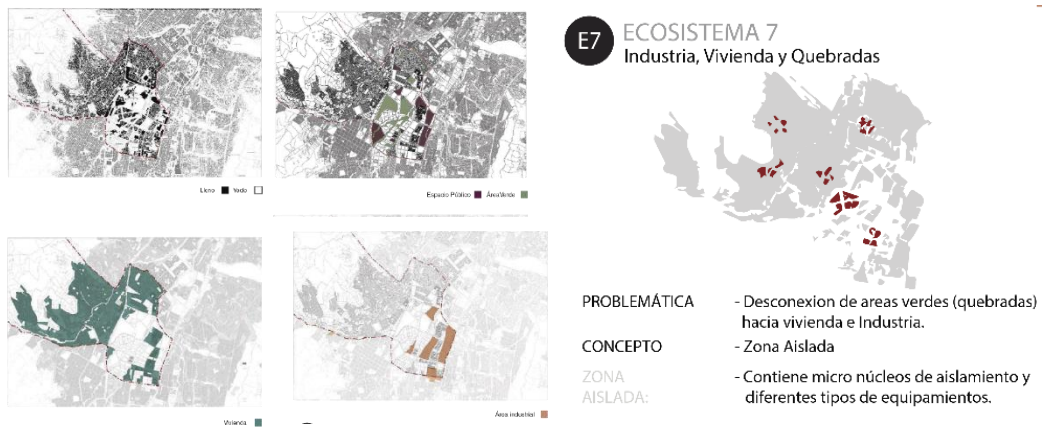 Lleno
Vacio
Espacio Público
Área Verde
Vivienda
Área industrial
E7
ECOSISTEMA 7
Industria, Vivienda y Quebradas
PROBLEMÁTICA
- Desconexion de areas verdes (quebradas)
hacia vivienda e Industria.
CONCEPTO
- Zona Aislada
ZONA
AISLADA:
- Contiene micro núcleos de aislamiento y
diferentes tipos de equipamientos.